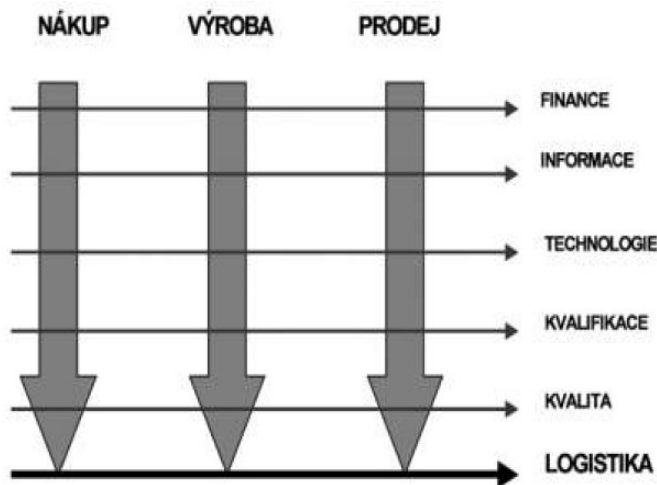 NÁKUP VÝROBA PRODEJ
FINANCE
INFORMACE
TECHNOLOGIE
KVALIFIKACE
KVALITA
LOGISTIKA